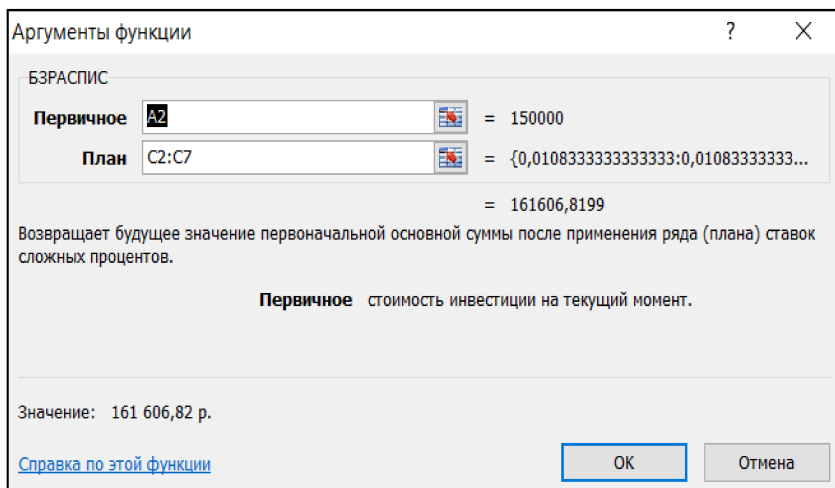 Аргументы функции ?
БЗРАСПИС
Первичное A2 = 150000
План C2:C7 = {0,0108333333333333:0,01083333333...
= 161606,8199
Возвращает будущее значение первоначальной основной суммы после применения ряда (плана) ставок
сложных процентов.
Первичное стоимость инвестиции на текущий момент.
Значение: 161 606,82 р.
Справка по этой функции ОК Отмена